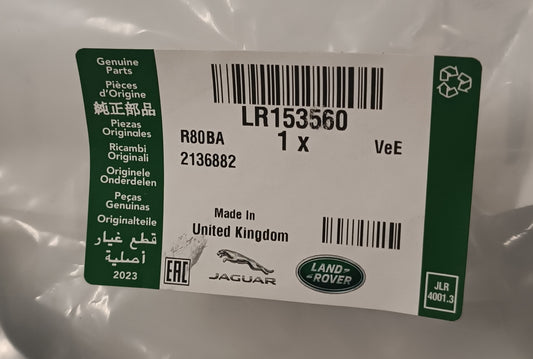 Genuine
Parts
Pièces
d'Origine
純正部品
Piezas
Originales
Ricambi
Originali
Originele
Onderdelen
Peças
Genuínas
Originalteile
قطع غيار
أصلية
2023
LR153560
1 x
R80BA
VeE
2136882
Made In
United Kingdom
EAC
JAGUAR
LAND-
ROVER
JLR
4001.3